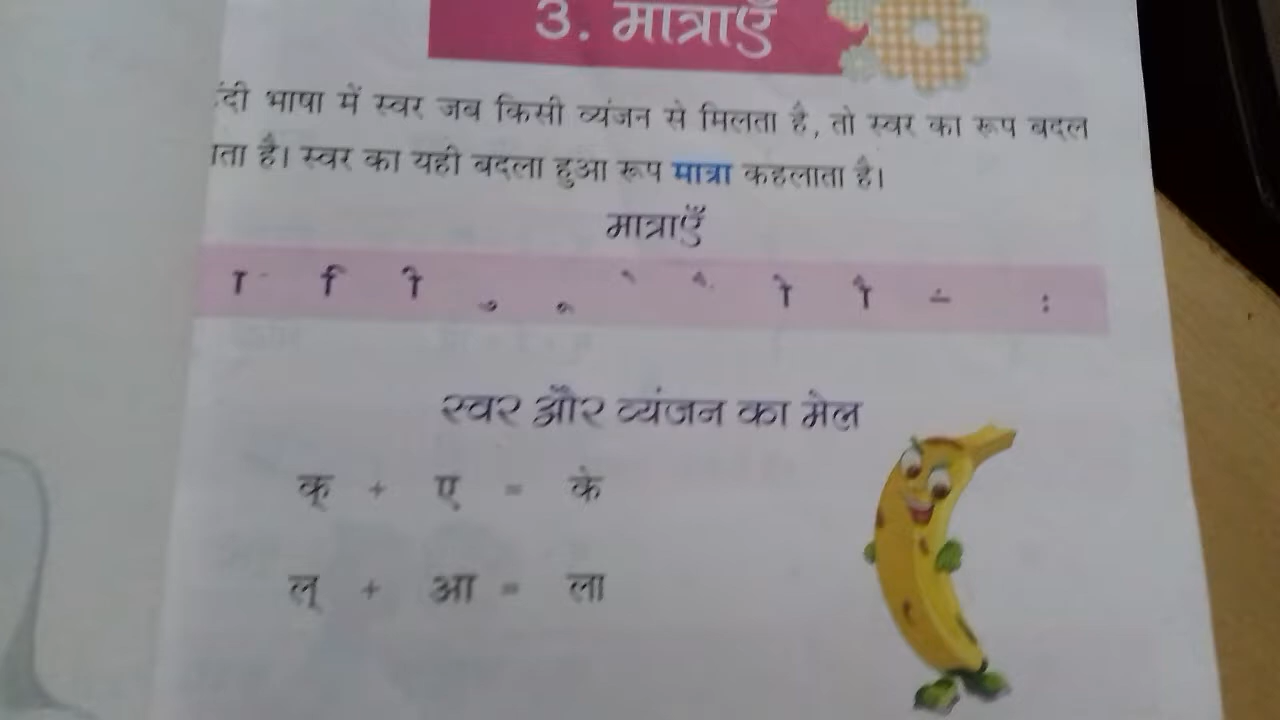 3. मात्राएँ
हिंदी भाषा में स्वर जब किसी व्यंजन से मिलता है, तो स्वर का रूप बदल
जाता है। स्वर का यही बदला हुआ रूप मात्रा कहलाता है।
मात्राएँ
ा ि ी ु ू े ै ो ौ ं ः
स्वर और व्यंजन का मेल
क् + ए = के
ल् + आ = ला